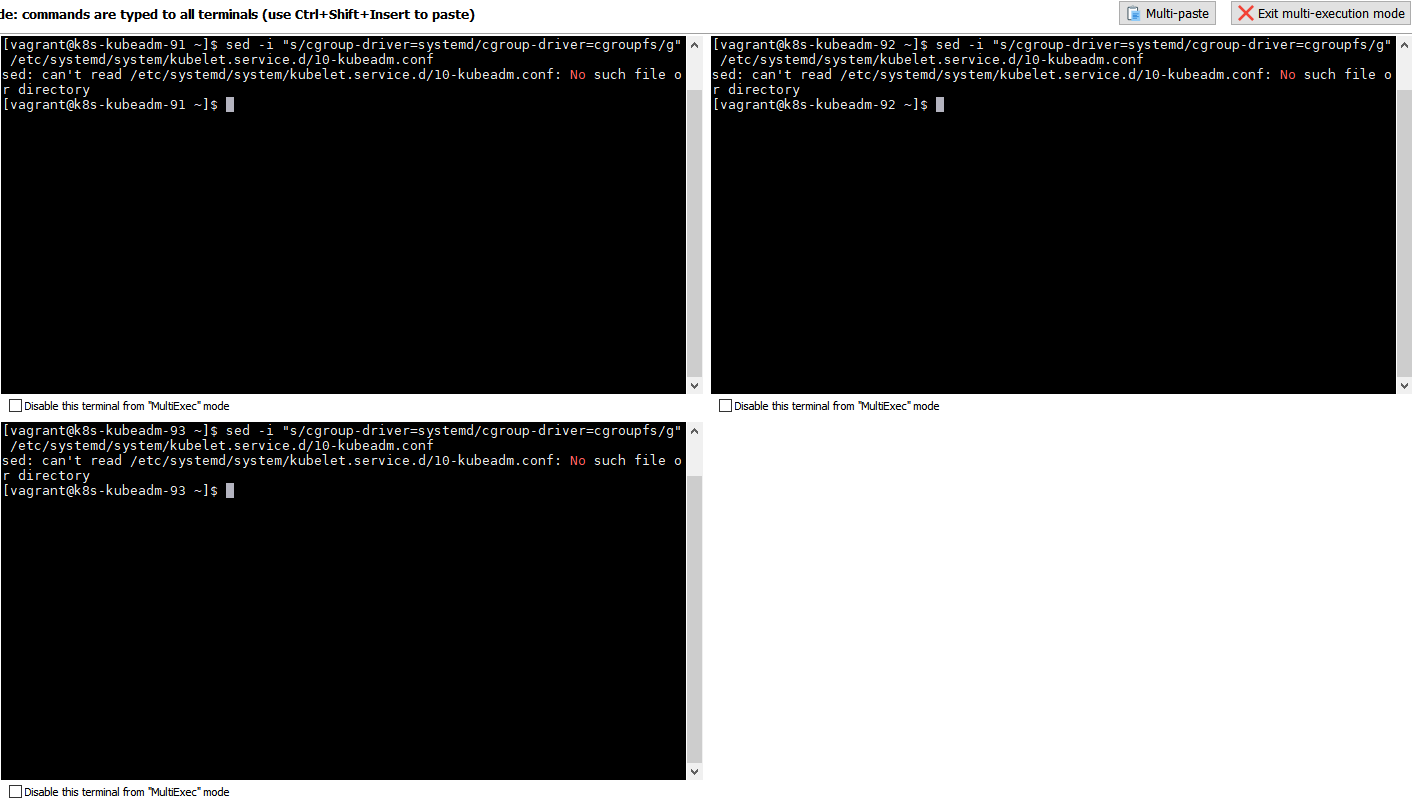 de: commands are typed to all terminals (use Ctrl+Shift+Insert to paste)
Multi-paste
Exit multi-execution mode
[vagrant@k8s-kubeadm-91 ~]$ sed -i "s/cgroup-driver=systemd/cgroup-driver=cgroupfs/g"
/etc/systemd/system/kubelet.service.d/10-kubeadm.conf
sed: can't read /etc/systemd/system/kubelet.service.d/10-kubeadm.conf: No such file o
r directory
[vagrant@k8s-kubeadm-91 ~]$
Disable this terminal from "MultiExec" mode
[vagrant@k8s-kubeadm-92 ~]$ sed -i "s/cgroup-driver=systemd/cgroup-driver=cgroupfs/g"
/etc/systemd/system/kubelet.service.d/10-kubeadm.conf
sed: can't read /etc/systemd/system/kubelet.service.d/10-kubeadm.conf: No such file o
r directory
[vagrant@k8s-kubeadm-92 ~]$
Disable this terminal from "MultiExec" mode
[vagrant@k8s-kubeadm-93 ~]$ sed -i "s/cgroup-driver=systemd/cgroup-driver=cgroupfs/g"
/etc/systemd/system/kubelet.service.d/10-kubeadm.conf
sed: can't read /etc/systemd/system/kubelet.service.d/10-kubeadm.conf: No such file o
r directory
[vagrant@k8s-kubeadm-93 ~]$
Disable this terminal from "MultiExec" mode